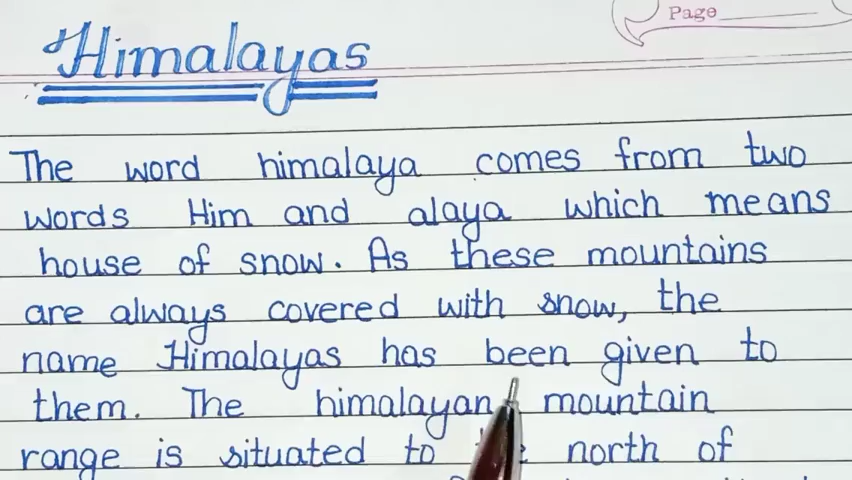 Page
Himalayas
The word himalaya comes from two
words Him and alaya which means
house of snow. As these mountains
are always covered with snow, the
name Himalayas has been given to
them. The himalayan mountain
range is situated to north of